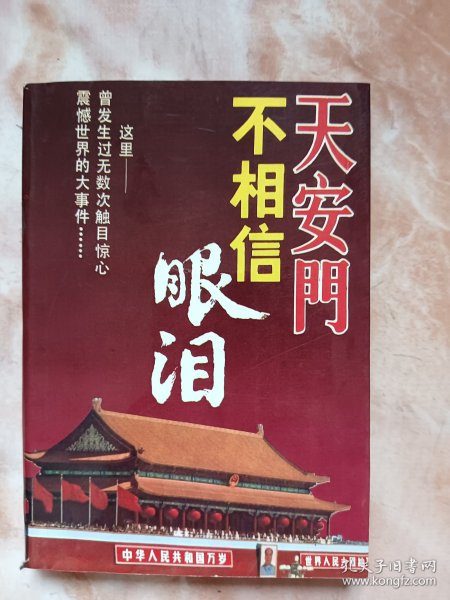 天安門
不相信
眼泪
这里——
曾发生过无数次触目惊心
震憾世界的大事件……
中华人民共和国万岁
世界人民大团结
孔夫子旧书网
www.kongfz.com